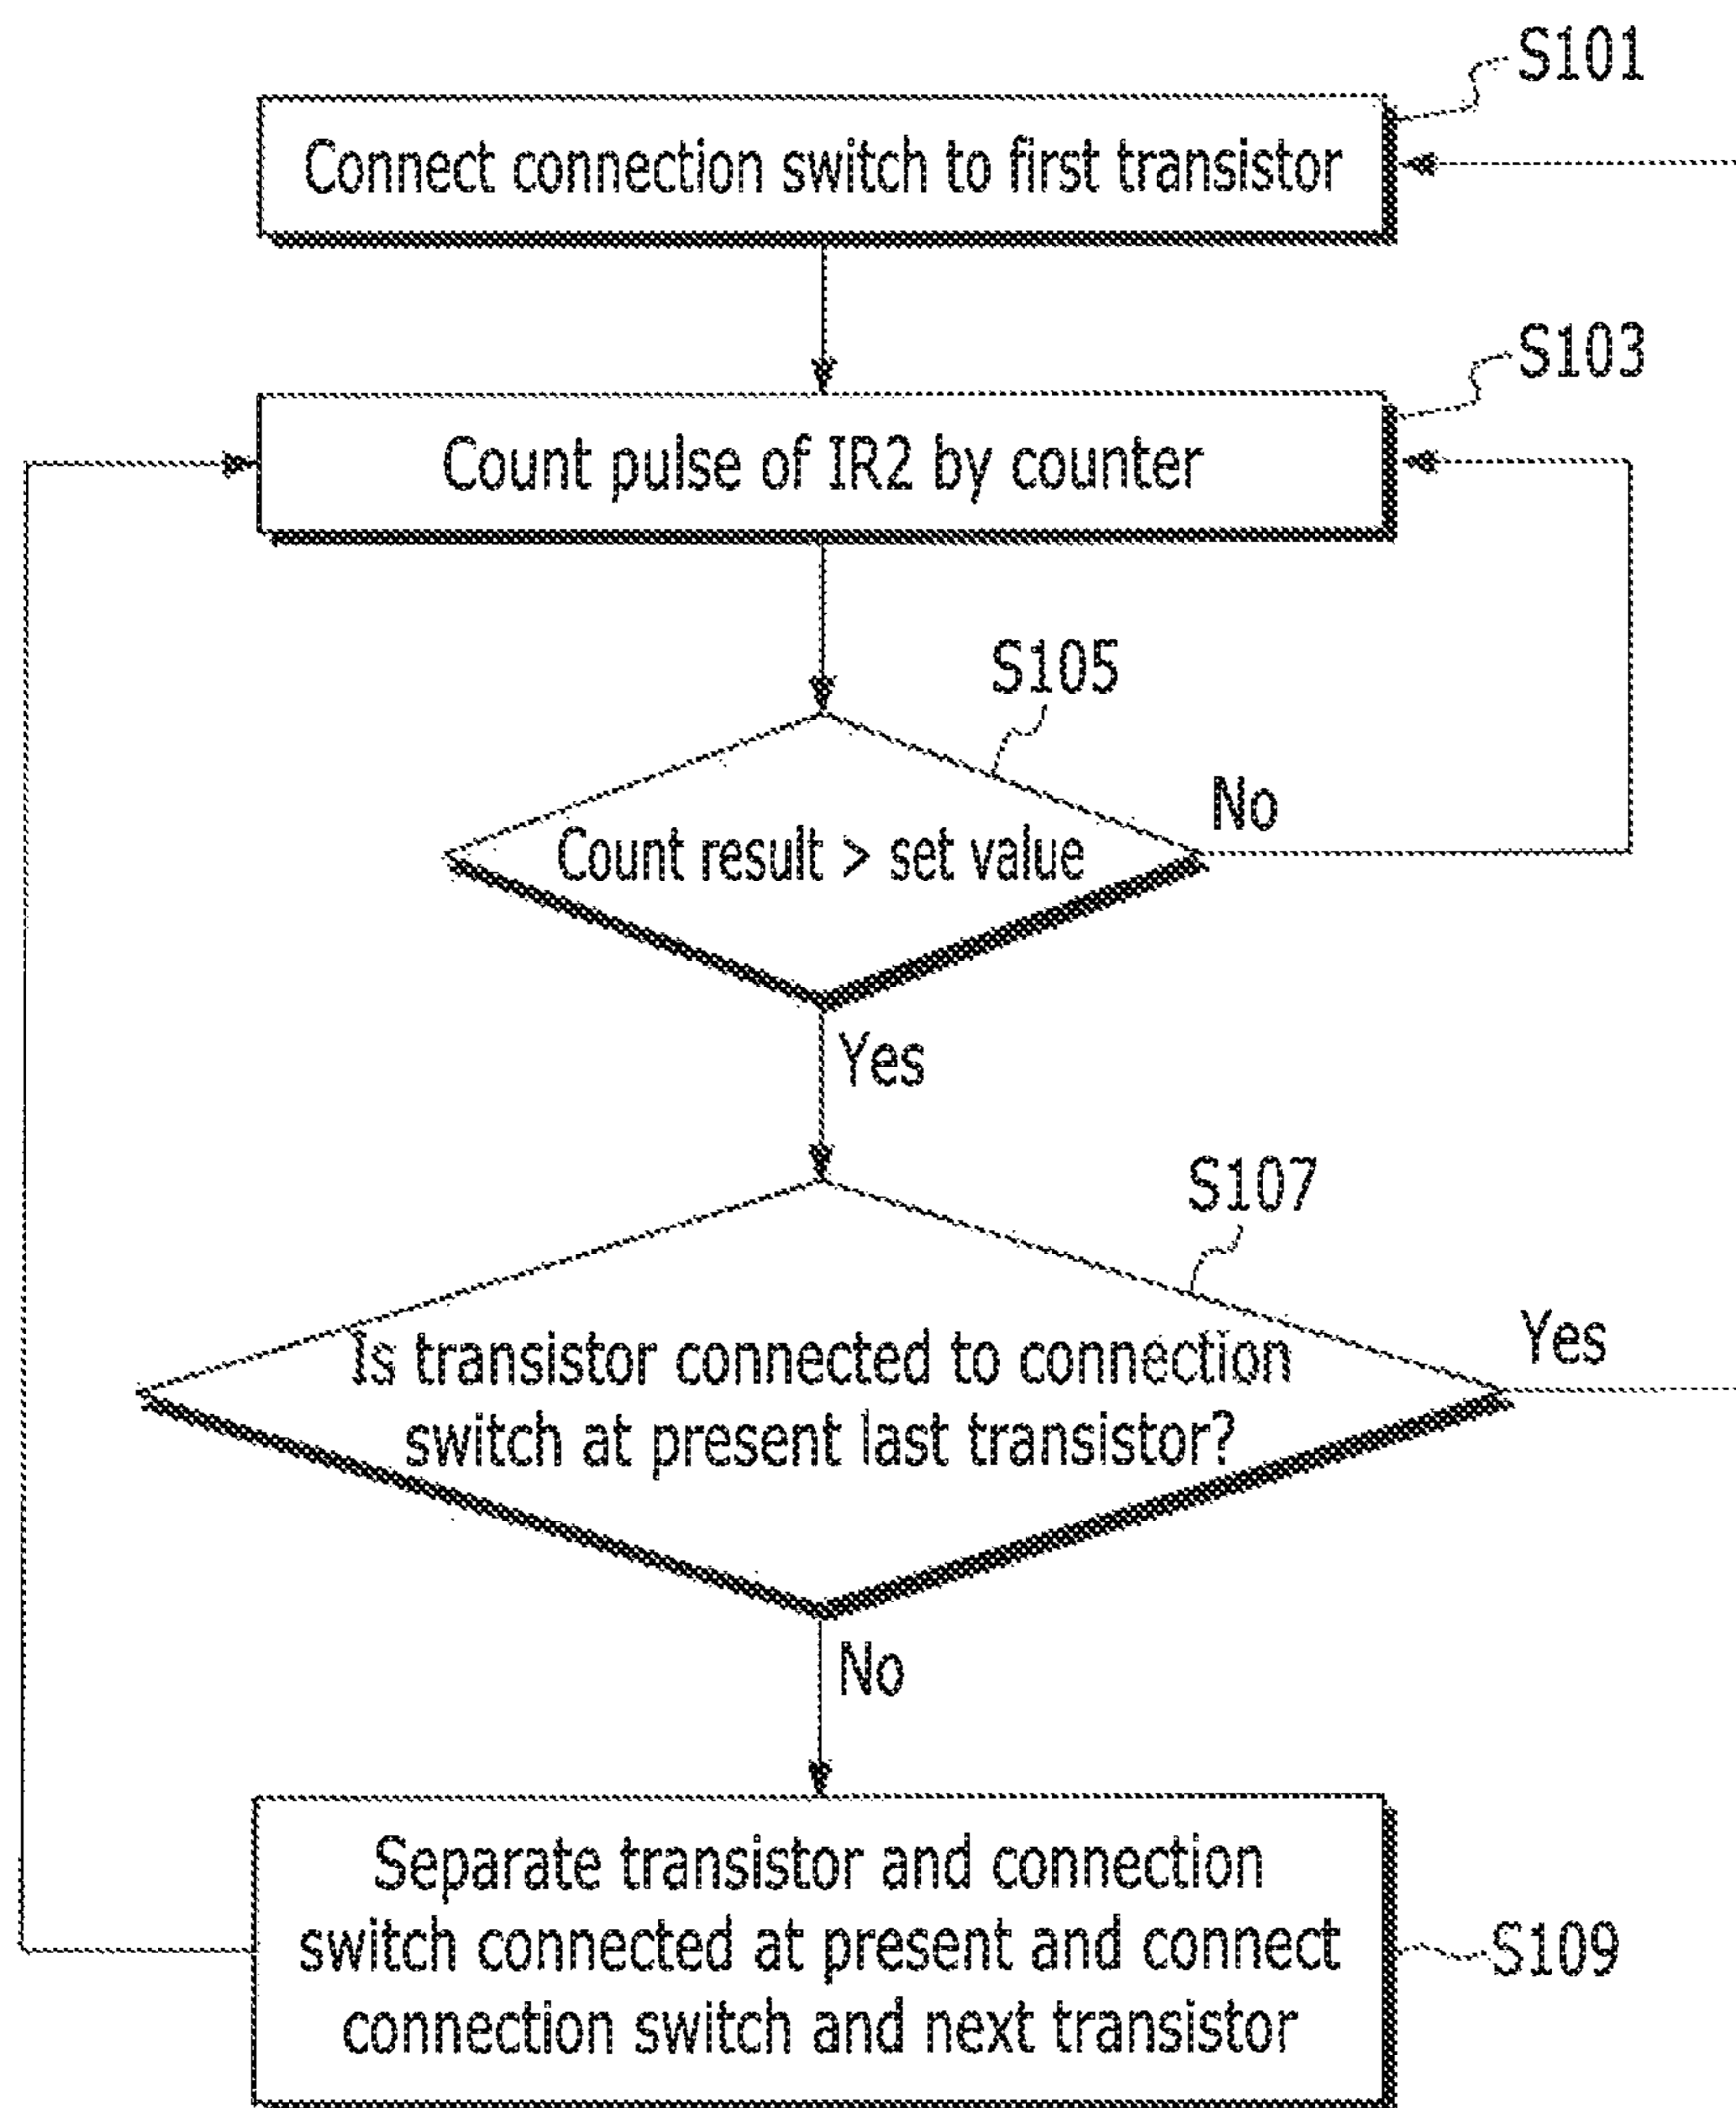 S101
Connect connection switch to first transistor
S103
Count pulse of IR2 by counter
S105
Count result > set value
No
Yes
S107
Is transistor connected to connection
switch at present last transistor?
Yes
No
Separate transistor and connection
switch connected at present and connect
connection switch and next transistor
S109